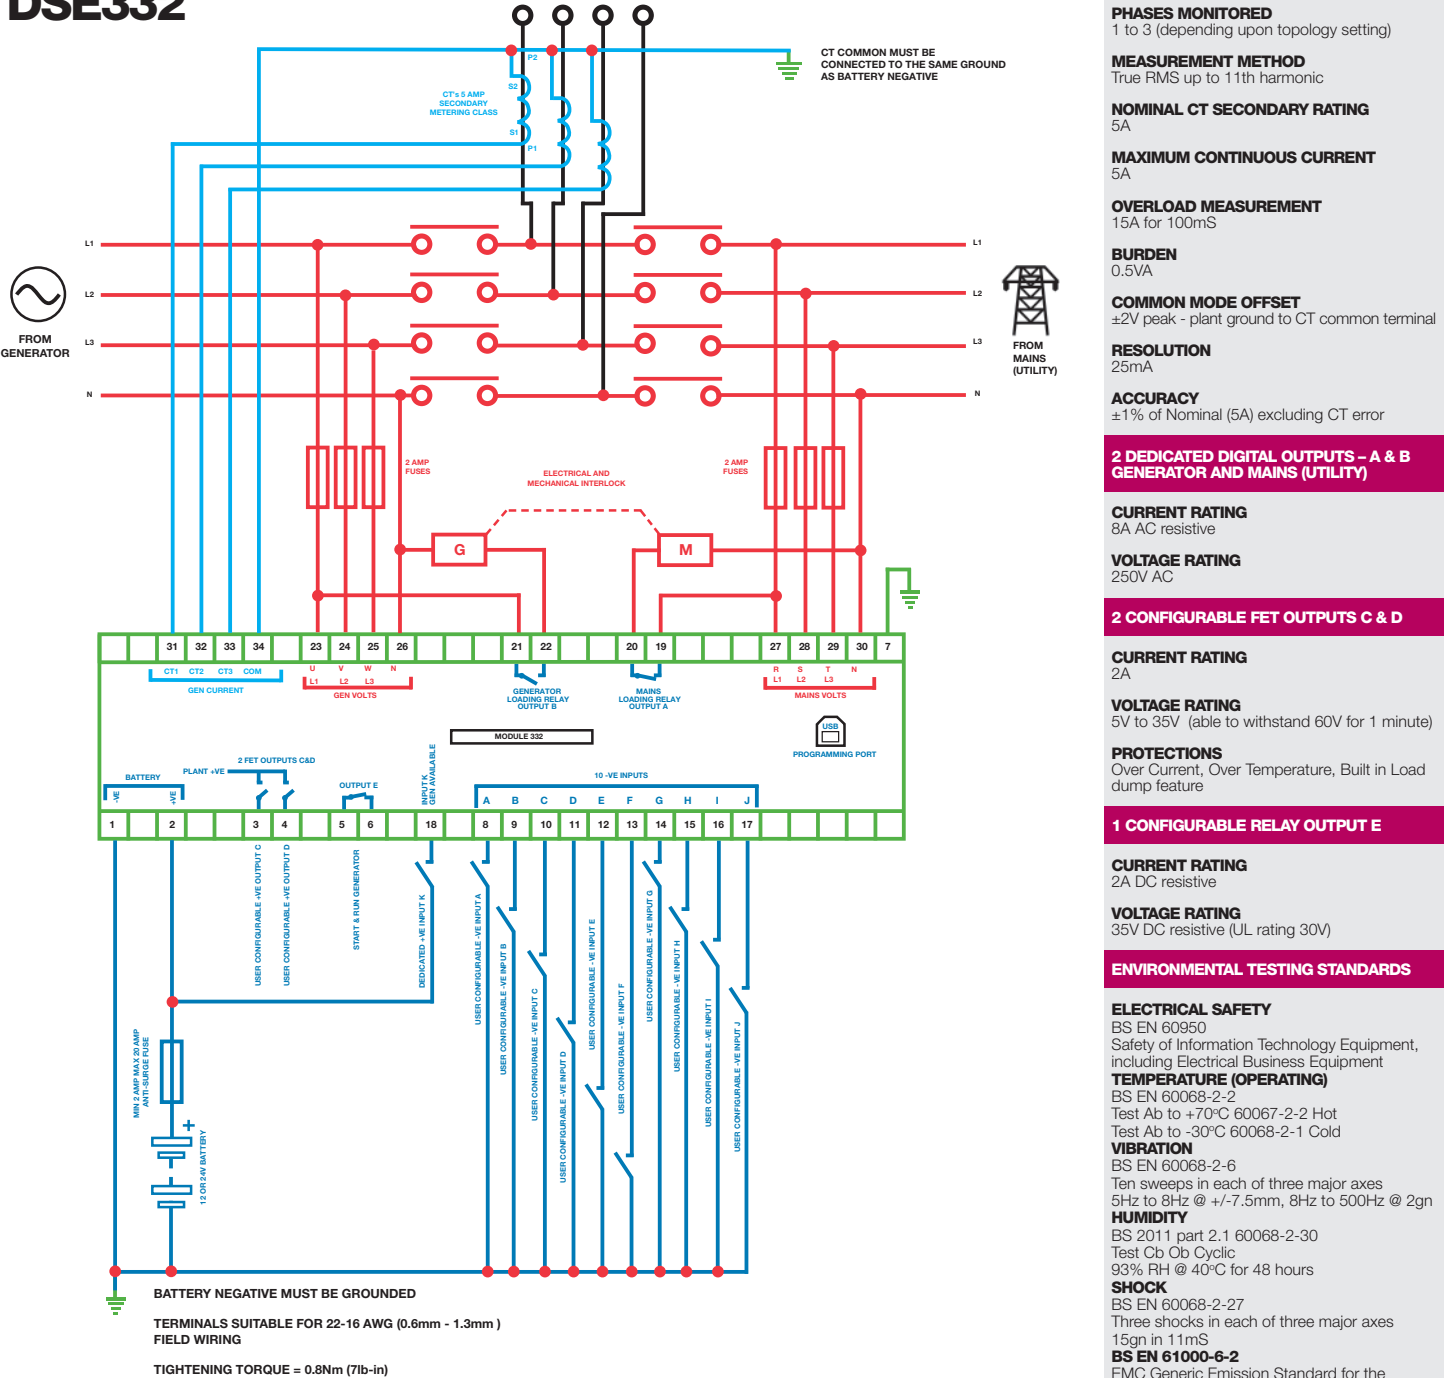 DSE332
CT COMMON MUST BE
CONNECTED TO THE SAME GROUND
AS BATTERY NEGATIVE
P2
S2
CT's 5 AMP
SECONDARY
METERING CLASS
S1
P1
L1
L1
L2
L2
L3
L3
N
N
FROM
GENERATOR
FROM
MAINS
(UTILITY)
2 AMP
FUSES
ELECTRICAL AND
MECHANICAL INTERLOCK
2 AMP
FUSES
G
M
31 32 33 34 23 24 25 26 21 22 20 19 27 28 29 30 7
CT1 CT2 CT3 COM
GEN CURRENT
U V W N
L1 L2 L3
GEN VOLTS
GENERATOR
LOADING RELAY
OUTPUT B
MAINS
LOADING RELAY
OUTPUT A
R S T N
L1 L2 L3
MAINS VOLTS
MODULE 332
USB
PROGRAMMING PORT
BATTERY
-VE
+VE
PLANT +VE
2 FET OUTPUTS C&D
OUTPUT E
INPUT K
GEN AVAILABLE
10 -VE INPUTS
A B C D E F G H I J
1 2 3 4 5 6 18 8 9 10 11 12 13 14 15 16 17
USER CONFIGURABLE +VE OUTPUT C
USER CONFIGURABLE +VE OUTPUT D
START & RUN GENERATOR
DEDICATED +VE INPUT K
USER CONFIGURABLE -VE INPUT A
USER CONFIGURABLE -VE INPUT B
USER CONFIGURABLE -VE INPUT C
USER CONFIGURABLE -VE INPUT D
USER CONFIGURABLE -VE INPUT E
USER CONFIGURABLE -VE INPUT F
USER CONFIGURABLE -VE INPUT G
USER CONFIGURABLE -VE INPUT H
USER CONFIGURABLE -VE INPUT I
USER CONFIGURABLE -VE INPUT J
MIN 2 AMP MAX 20 AMP
ANTI-SURGE FUSE
+
12 OR 24V BATTERY
BATTERY NEGATIVE MUST BE GROUNDED
TERMINALS SUITABLE FOR 22-16 AWG (0.6mm - 1.3mm )
FIELD WIRING
TIGHTENING TORQUE = 0.8Nm (7lb-in)
PHASES MONITORED
1 to 3 (depending upon topology setting)
MEASUREMENT METHOD
True RMS up to 11th harmonic
NOMINAL CT SECONDARY RATING
5A
MAXIMUM CONTINUOUS CURRENT
5A
OVERLOAD MEASUREMENT
15A for 100mS
BURDEN
0.5VA
COMMON MODE OFFSET
±2V peak - plant ground to CT common terminal
RESOLUTION
25mA
ACCURACY
±1% of Nominal (5A) excluding CT error
2 DEDICATED DIGITAL OUTPUTS – A & B
GENERATOR AND MAINS (UTILITY)
CURRENT RATING
8A AC resistive
VOLTAGE RATING
250V AC
2 CONFIGURABLE FET OUTPUTS C & D
CURRENT RATING
2A
VOLTAGE RATING
5V to 35V (able to withstand 60V for 1 minute)
PROTECTIONS
Over Current, Over Temperature, Built in Load
dump feature
1 CONFIGURABLE RELAY OUTPUT E
CURRENT RATING
2A DC resistive
VOLTAGE RATING
35V DC resistive (UL rating 30V)
ENVIRONMENTAL TESTING STANDARDS
ELECTRICAL SAFETY
BS EN 60950
Safety of Information Technology Equipment,
including Electrical Business Equipment
TEMPERATURE (OPERATING)
BS EN 60068-2-2
Test Ab to +70ºC 60067-2-2 Hot
Test Ab to -30ºC 60068-2-1 Cold
VIBRATION
BS EN 60068-2-6
Ten sweeps in each of three major axes
5Hz to 8Hz @ +/-7.5mm, 8Hz to 500Hz @ 2gn
HUMIDITY
BS 2011 part 2.1 60068-2-30
Test Cb Ob Cyclic
93% RH @ 40ºC for 48 hours
SHOCK
BS EN 60068-2-27
Three shocks in each of three major axes
15gn in 11mS
BS EN 61000-6-2
EMC Generic Emission Standard for the